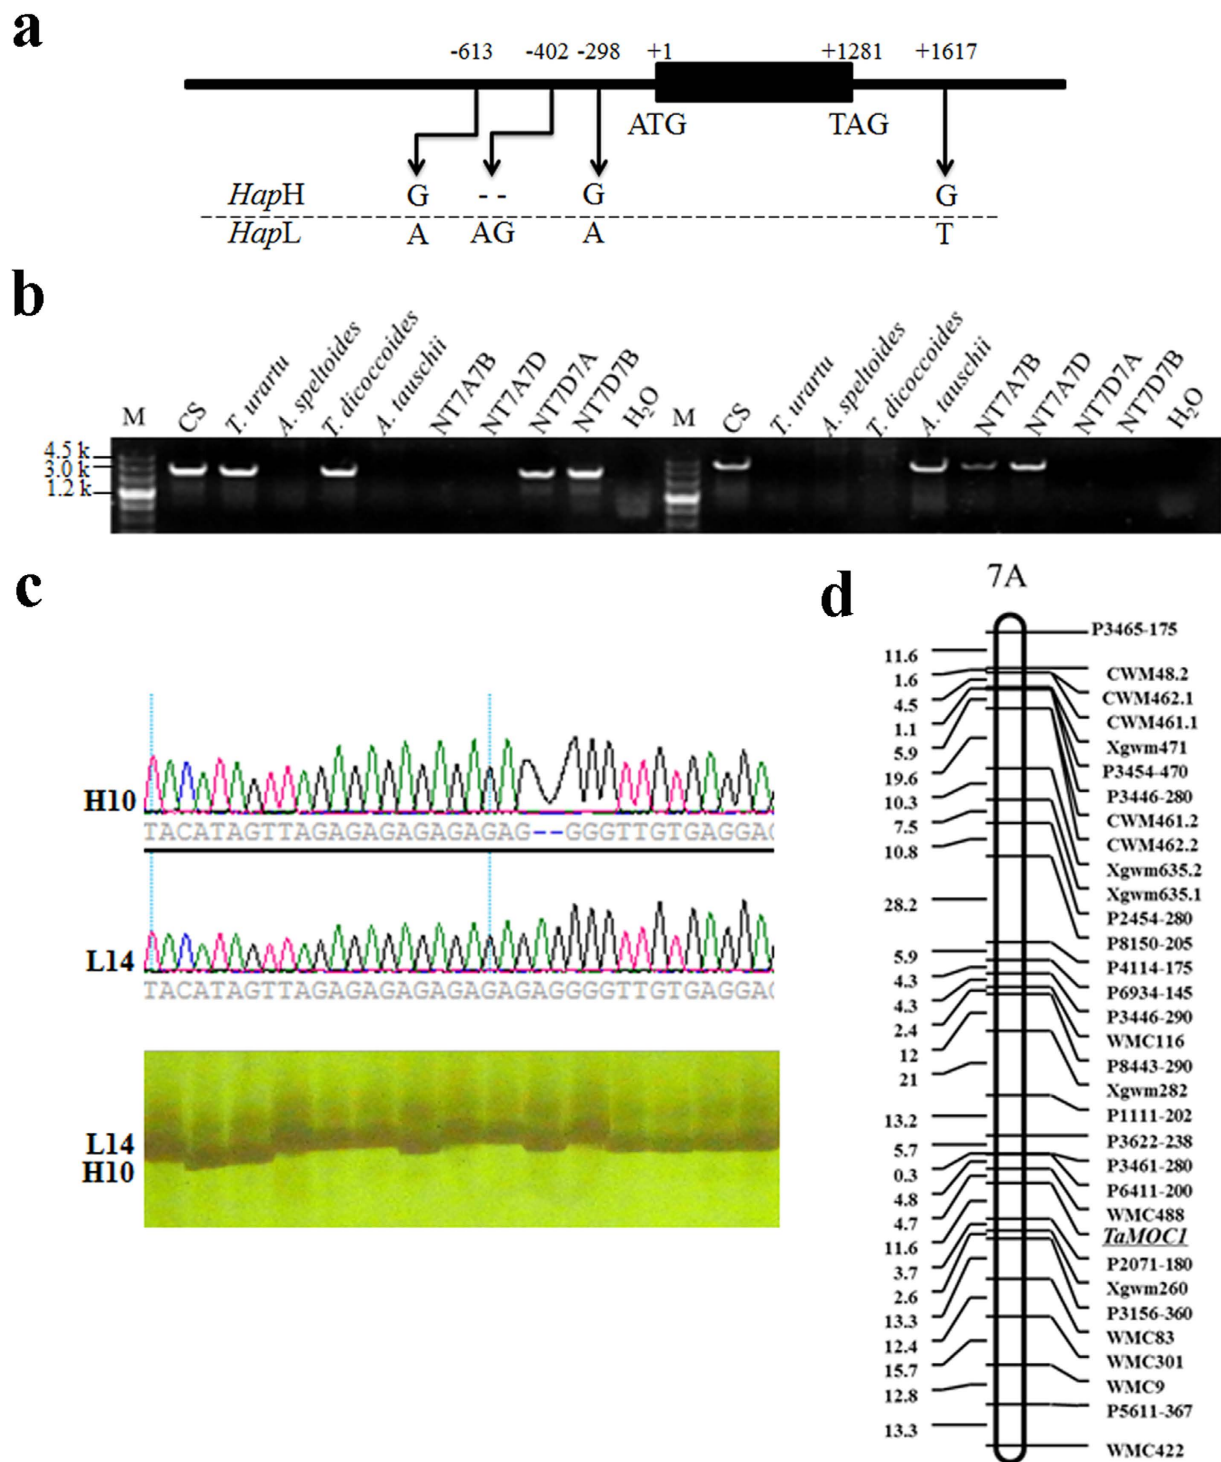 a
-613 -402 -298 +1 +1281 +1617
ATG TAG
HapH G - - G G
HapL A AG A T
b
M CS T. urartu A. speltoides T. dicoccoides A. tauschii NT7A7B NT7A7D NT7D7A NT7D7B H₂O M CS T. urartu A. speltoides T. dicoccoides A. tauschii NT7A7B NT7A7D NT7D7A NT7D7B H₂O
4.5 k
3.0 k
1.2 k
c
H10
TACATAGTTAGAGAGAGAGAGAG--GGGTTGTGAGGAG
L14
TACATAGTTAGAGAGAGAGAGAGAGGGGTTGTGAGGAG
L14
H10
d
7A
P3465-175
11.6
CWM48.2
1.6
CWM462.1
4.5
CWM461.1
1.1
Xgwm471
5.9
P3454-470
19.6
P3446-280
10.3
CWM461.2
7.5
CWM462.2
10.8
Xgwm635.2
Xgwm635.1
28.2
P2454-280
P8150-205
5.9
P4114-175
4.3
P6934-145
4.3
P3446-290
2.4
WMC116
12
P8443-290
21
Xgwm282
P1111-202
13.2
P3622-238
5.7
P3461-280
0.3
P6411-200
4.8
WMC488
4.7
TaMOC1
11.6
P2071-180
3.7
Xgwm260
2.6
P3156-360
13.3
WMC83
12.4
WMC301
15.7
WMC9
12.8
P5611-367
13.3
WMC422